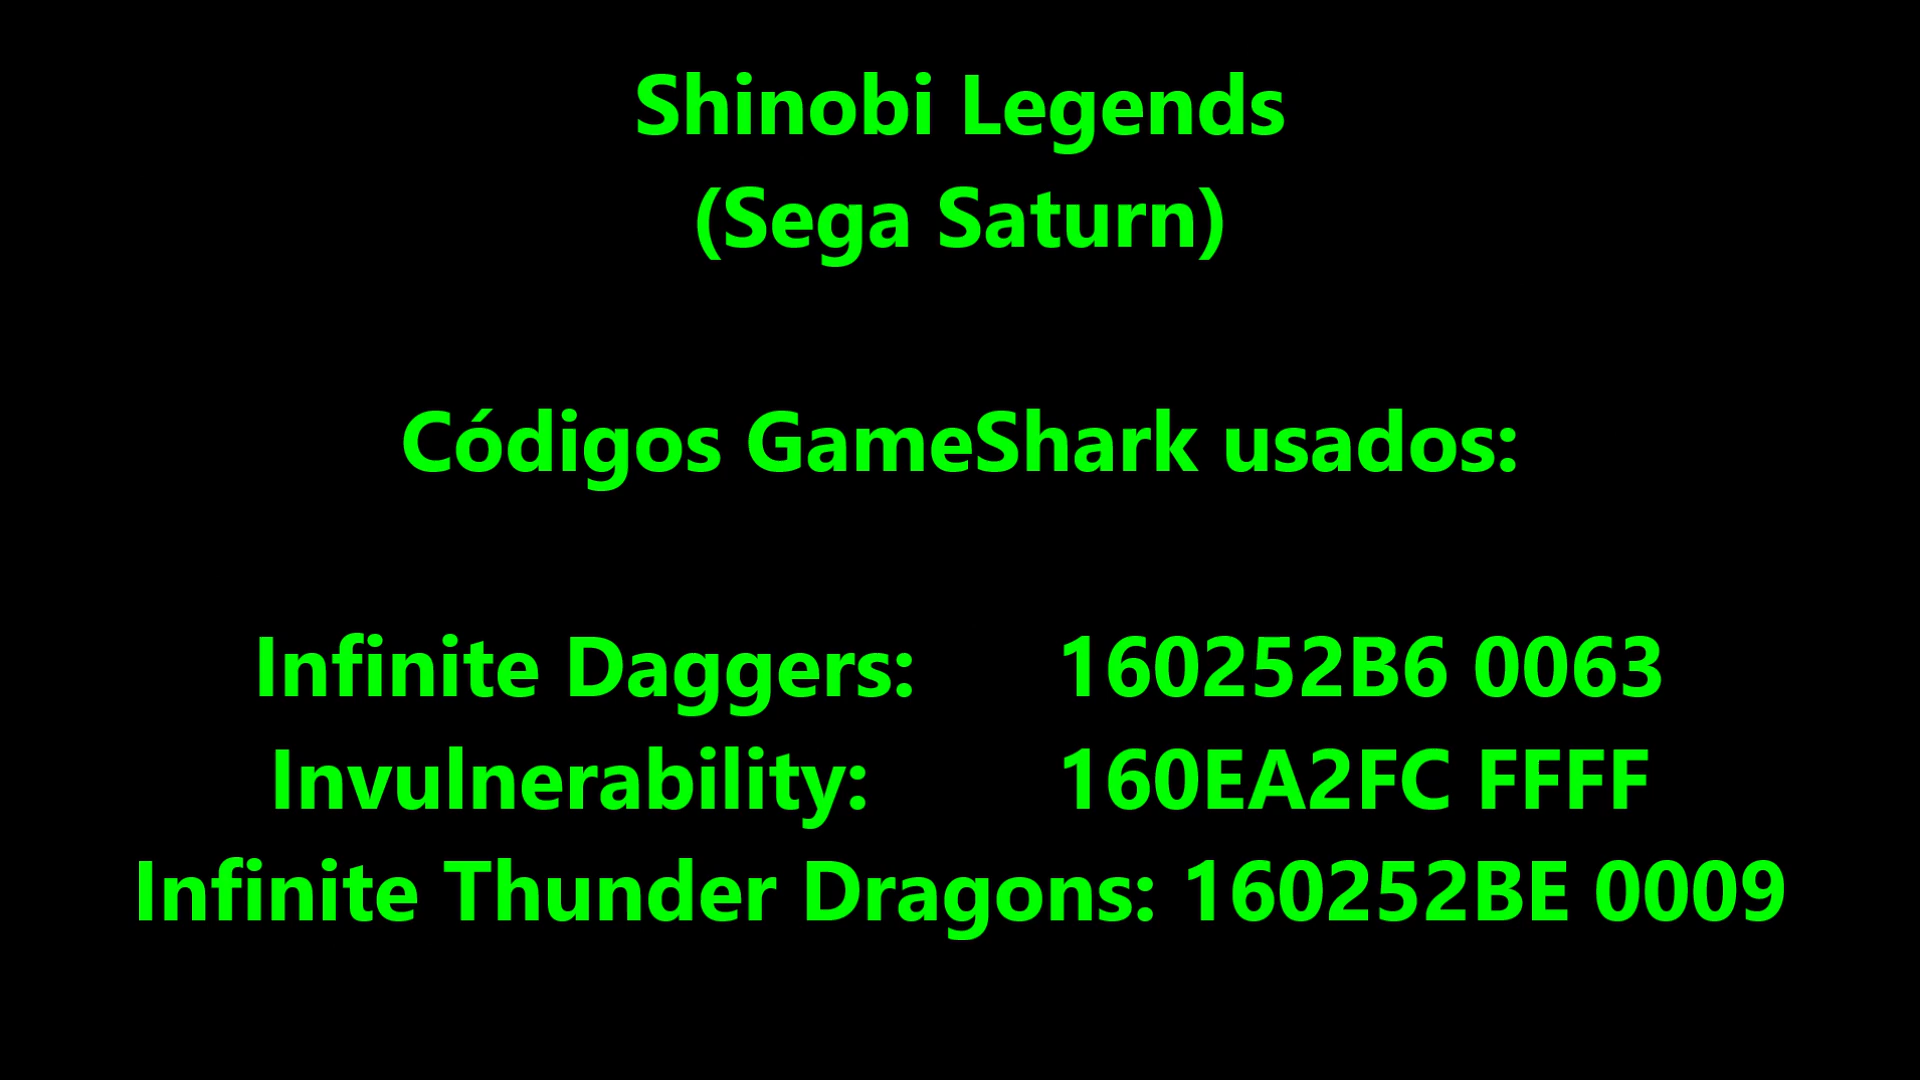 Shinobi Legends
(Sega Saturn)
Códigos GameShark usados:
Infinite Daggers: 160252B6 0063
Invulnerability: 160EA2FC FFFF
Infinite Thunder Dragons: 160252BE 0009